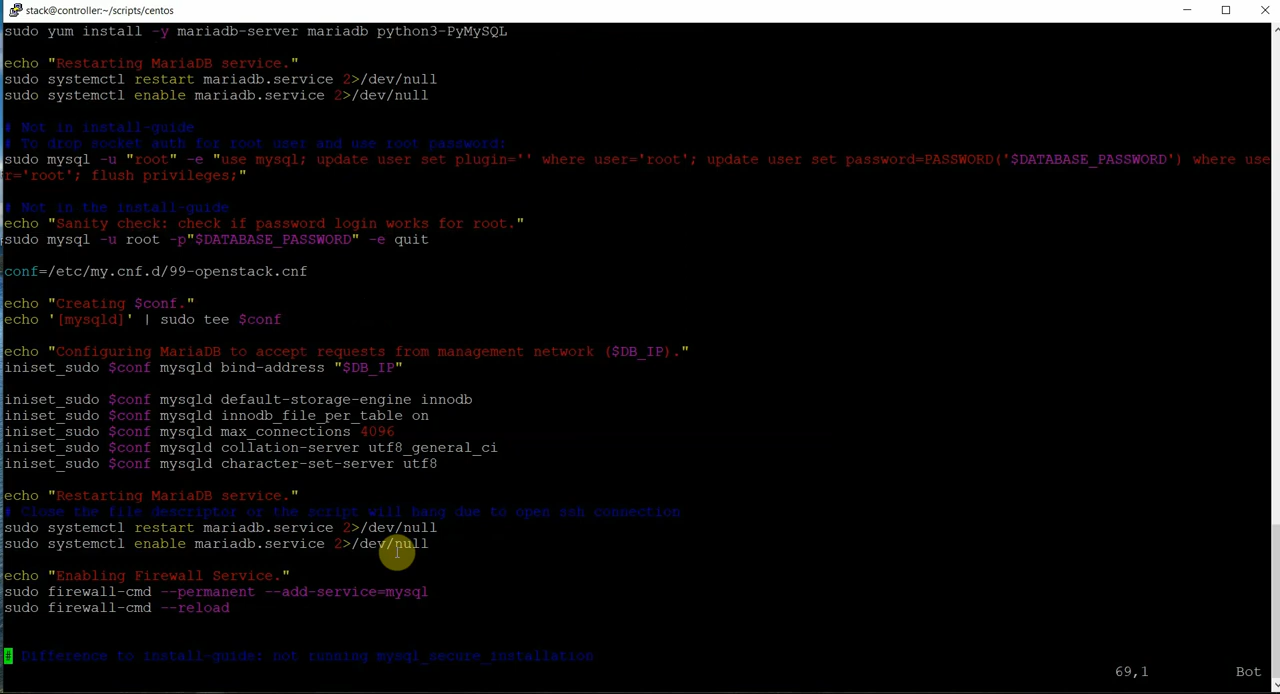 stack@controller:~/scripts/centos
sudo yum install -y mariadb-server mariadb python3-PyMySQL
echo "Restarting MariaDB service."
sudo systemctl restart mariadb.service 2>/dev/null
sudo systemctl enable mariadb.service 2>/dev/null
# Not in install-guide
# To drop socket auth for root user and use root password:
sudo mysql -u "root" -e "use mysql; update user set plugin='' where user='root'; update user set password=PASSWORD('$DATABASE_PASSWORD') where use
r='root'; flush privileges;"
# Not in the install-guide
echo "Sanity check: check if password login works for root."
sudo mysql -u root -p"$DATABASE_PASSWORD" -e quit
conf=/etc/my.cnf.d/99-openstack.cnf
echo "Creating $conf."
echo '[mysqld]' | sudo tee $conf
echo "Configuring MariaDB to accept requests from management network ($DB_IP)."
iniset_sudo $conf mysqld bind-address "$DB_IP"
iniset_sudo $conf mysqld default-storage-engine innodb
iniset_sudo $conf mysqld innodb_file_per_table on
iniset_sudo $conf mysqld max_connections 4096
iniset_sudo $conf mysqld collation-server utf8_general_ci
iniset_sudo $conf mysqld character-set-server utf8
echo "Restarting MariaDB service."
# Close the file descriptor or the script will hang due to open ssh connection
sudo systemctl restart mariadb.service 2>/dev/null
sudo systemctl enable mariadb.service 2>/dev/null
echo "Enabling Firewall Service."
sudo firewall-cmd --permanent --add-service=mysql
sudo firewall-cmd --reload
# Difference to install-guide: not running mysql_secure_installation
69,1 Bot